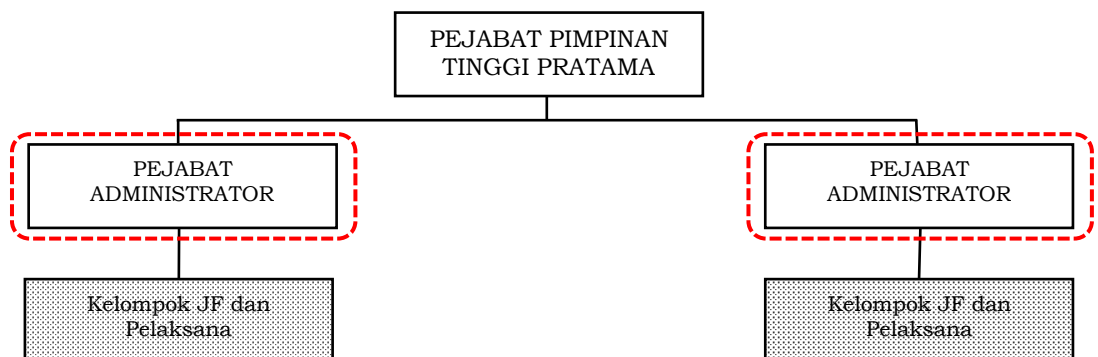 PEJABAT PIMPINAN
TINGGI PRATAMA
PEJABAT
ADMINISTRATOR
PEJABAT
ADMINISTRATOR
Kelompok JF dan
Pelaksana
Kelompok JF dan
Pelaksana